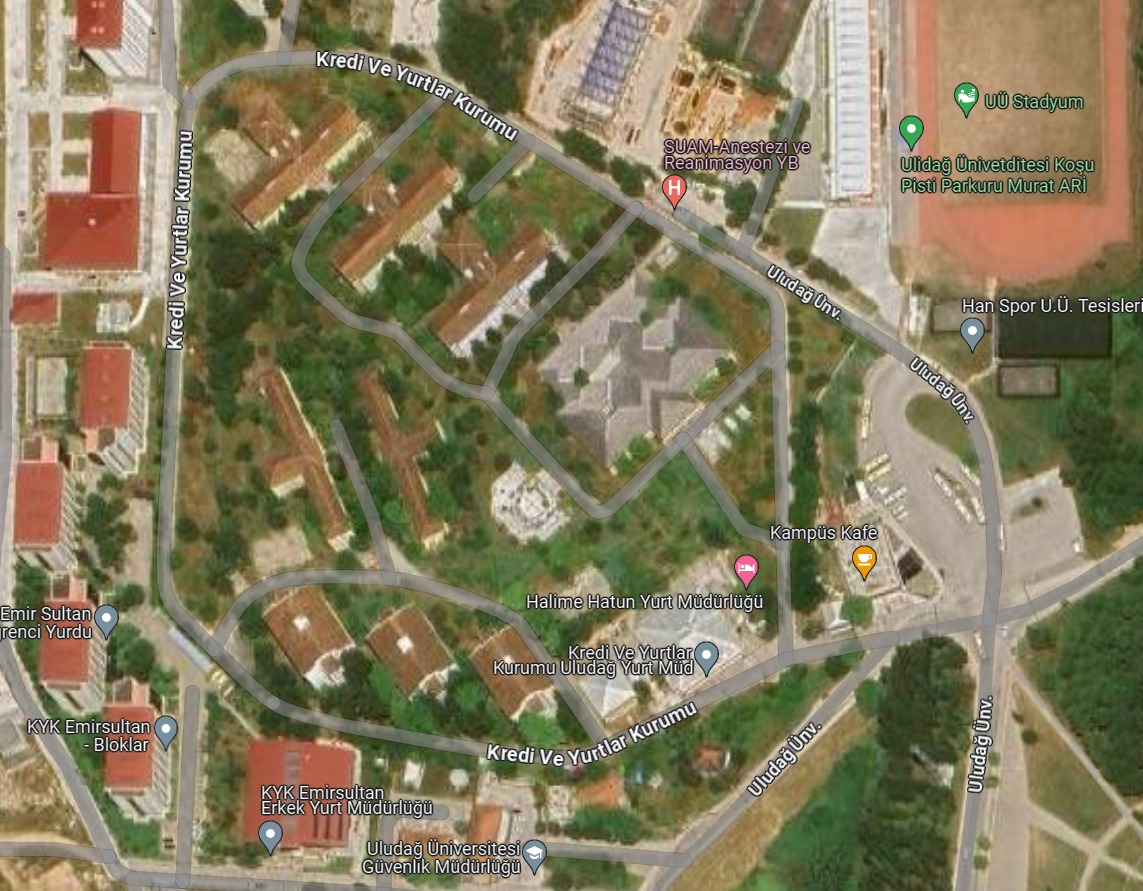 Kredi Ve Yurtlar Kurumu
UÜ Stadyum
SUAM-Anestezi ve
Reanimasyon YB
Ulidağ Ünivetditesi Koşu
Pisti Parkuru Murat ARİ
Kredi Ve Yurtlar Kurumu
Uludağ Ünv.
Han Spor U.Ü. Tesisleri
Uludağ Ünv.
Kampüs Kafe
Halime Hatun Yurt Müdürlüğü
Emir Sultan
renci Yurdu
Kredi Ve Yurtlar
Kurumu Uludağ Yurt Müd
KYK Emirsultan
- Bloklar
Kredi Ve Yurtlar Kurumu
Uludağ Ünv.
Uludağ Ünv.
KYK Emirsultan
Erkek Yurt Müdürlüğü
Uludağ Üniversitesi
Güvenlik Müdürlüğü